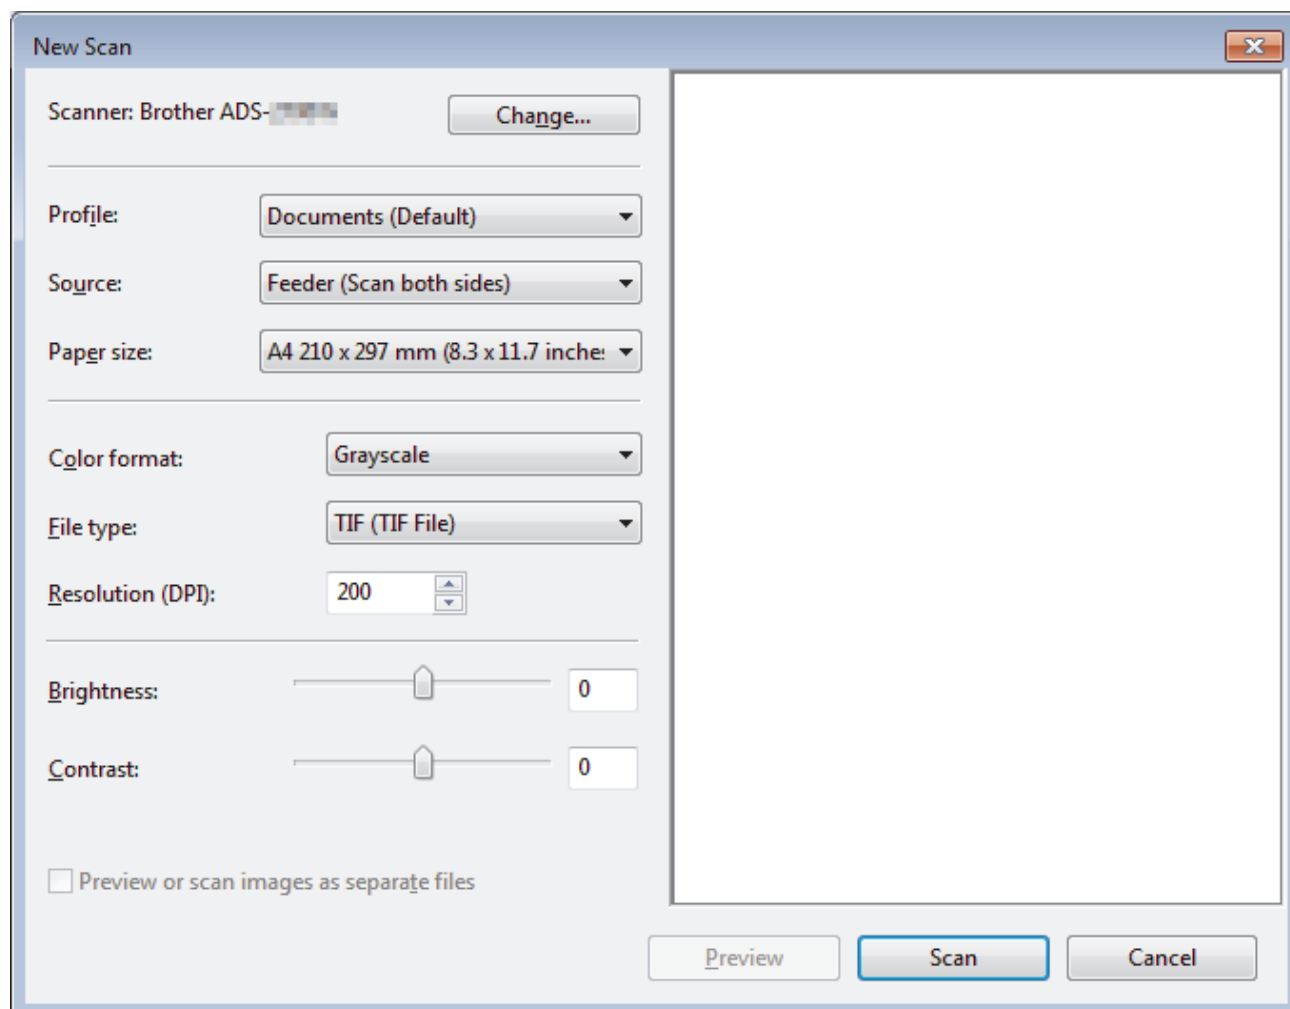 New Scan
Scanner: Brother ADS-
Change...
Profile:
Documents (Default)
Source:
Feeder (Scan both sides)
Paper size:
A4 210 x 297 mm (8.3 x 11.7 inches
Color format:
Grayscale
File type:
TIF (TIF File)
Resolution (DPI):
200
Brightness:
0
Contrast:
0
Preview or scan images as separate files
Preview
Scan
Cancel